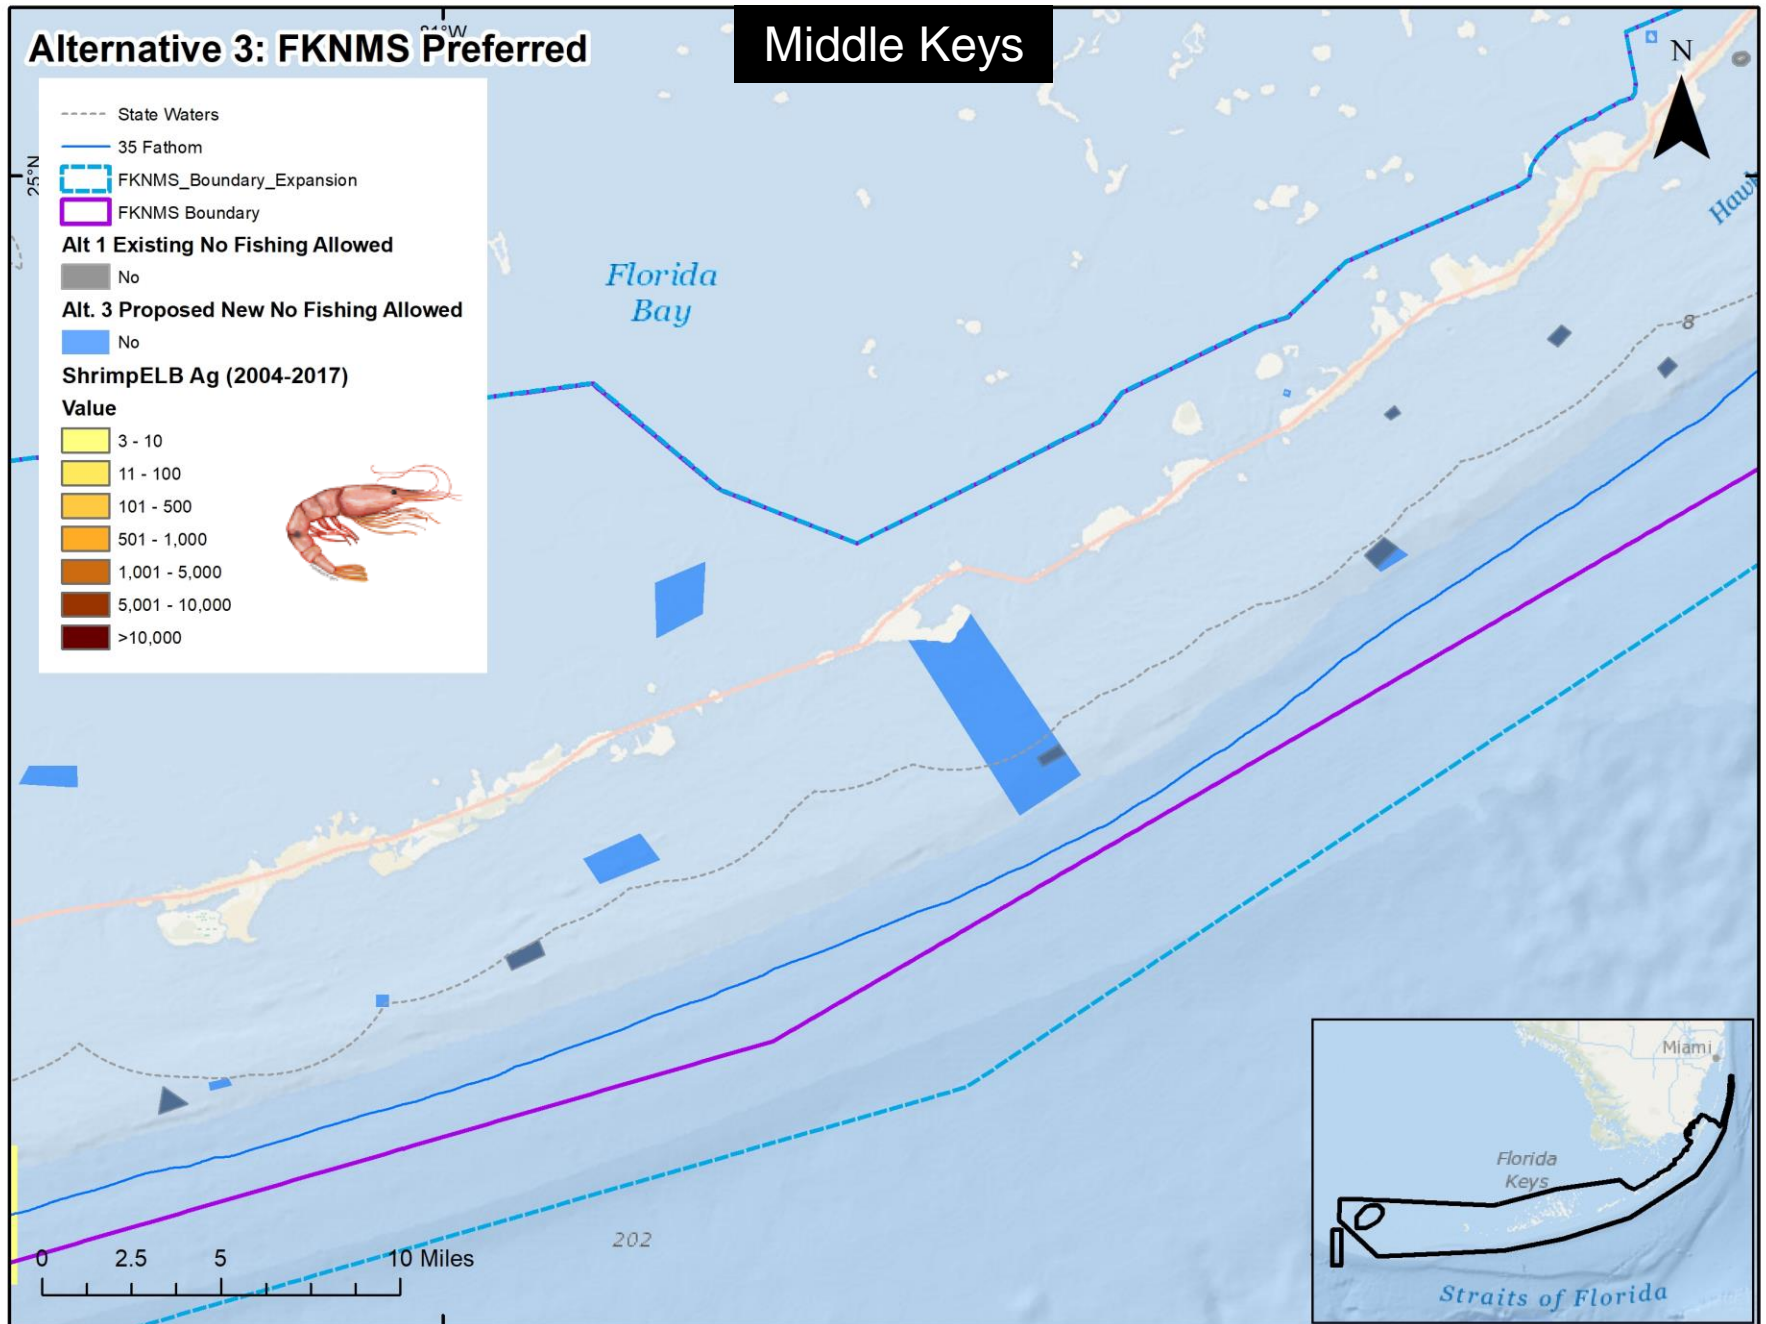 Alternative 3: FKNMS Preferred
81°W
Middle Keys
N
25°N
State Waters
35 Fathom
FKNMS_Boundary_Expansion
FKNMS Boundary
Alt 1 Existing No Fishing Allowed
No
Alt. 3 Proposed New No Fishing Allowed
No
ShrimpELB Ag (2004-2017)
Value
3 - 10
11 - 100
101 - 500
501 - 1,000
1,001 - 5,000
5,001 - 10,000
>10,000
Florida
Bay
Haw
8
202
0 2.5 5 10 Miles
Miami
Florida
Keys
Straits of Florida